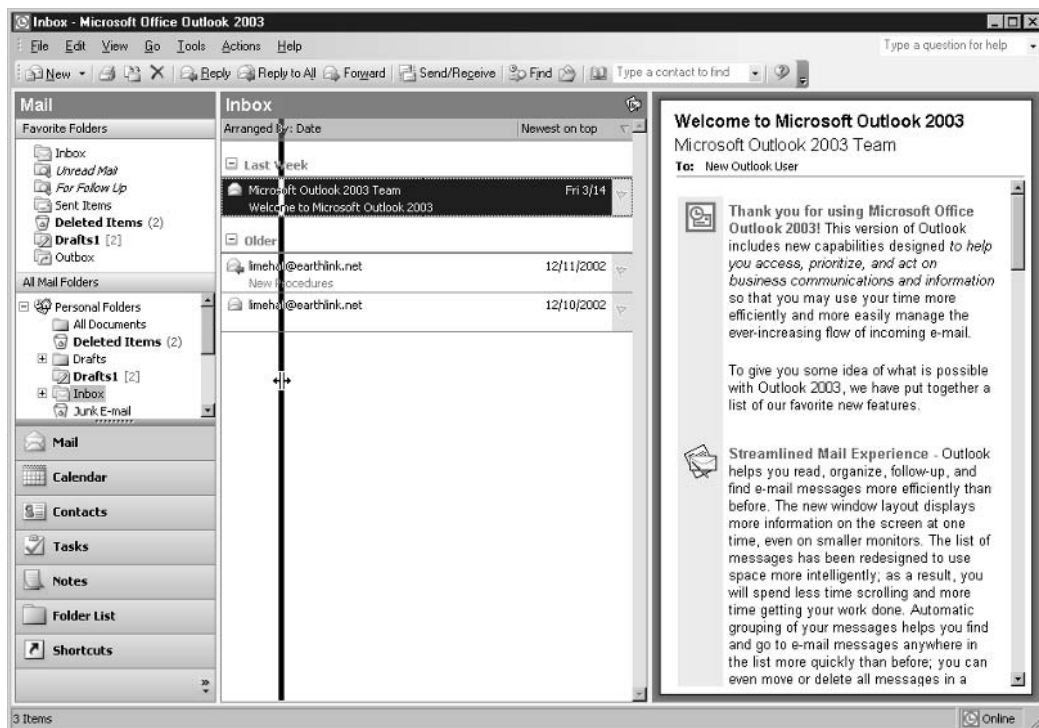 Inbox - Microsoft Office Outlook 2003
File Edit View Go Tools Actions Help
Type a question for help
New Reply Reply to All Forward Send/Receive Find Type a contact to find
Mail
Favorite Folders
Inbox
Unread Mail
For Follow Up
Sent Items
Deleted Items (2)
Drafts1 [2]
Outbox
All Mail Folders
Personal Folders
All Documents
Deleted Items (2)
Drafts
Drafts1 [2]
Inbox
Junk E-mail
Mail
Calendar
Contacts
Tasks
Notes
Folder List
Shortcuts
Inbox
Arranged By: Date Newest on top
Last Week
Microsoft Outlook 2003 Team Fri 3/14
Welcome to Microsoft Outlook 2003
Older
limehal@earthlink.net 12/11/2002
New Procedures
limehal@earthlink.net 12/10/2002
Welcome to Microsoft Outlook 2003
Microsoft Outlook 2003 Team
To: New Outlook User
Thank you for using Microsoft Office
Outlook 2003! This version of Outlook
includes new capabilities designed to help
you access, prioritize, and act on
business communications and information
so that you may use your time more
efficiently and more easily manage the
ever-increasing flow of incoming e-mail.
To give you some idea of what is possible
with Outlook 2003, we have put together a
list of our favorite new features.
Streamlined Mail Experience - Outlook
helps you read, organize, follow-up, and
find e-mail messages more efficiently than
before. The new window layout displays
more information on the screen at one
time, even on smaller monitors. The list of
messages has been redesigned to use
space more intelligently; as a result, you
will spend less time scrolling and more
time getting your work done. Automatic
grouping of your messages helps you find
and go to e-mail messages anywhere in
the list more quickly than before; you can
even move or delete all messages in a
3 Items
Online